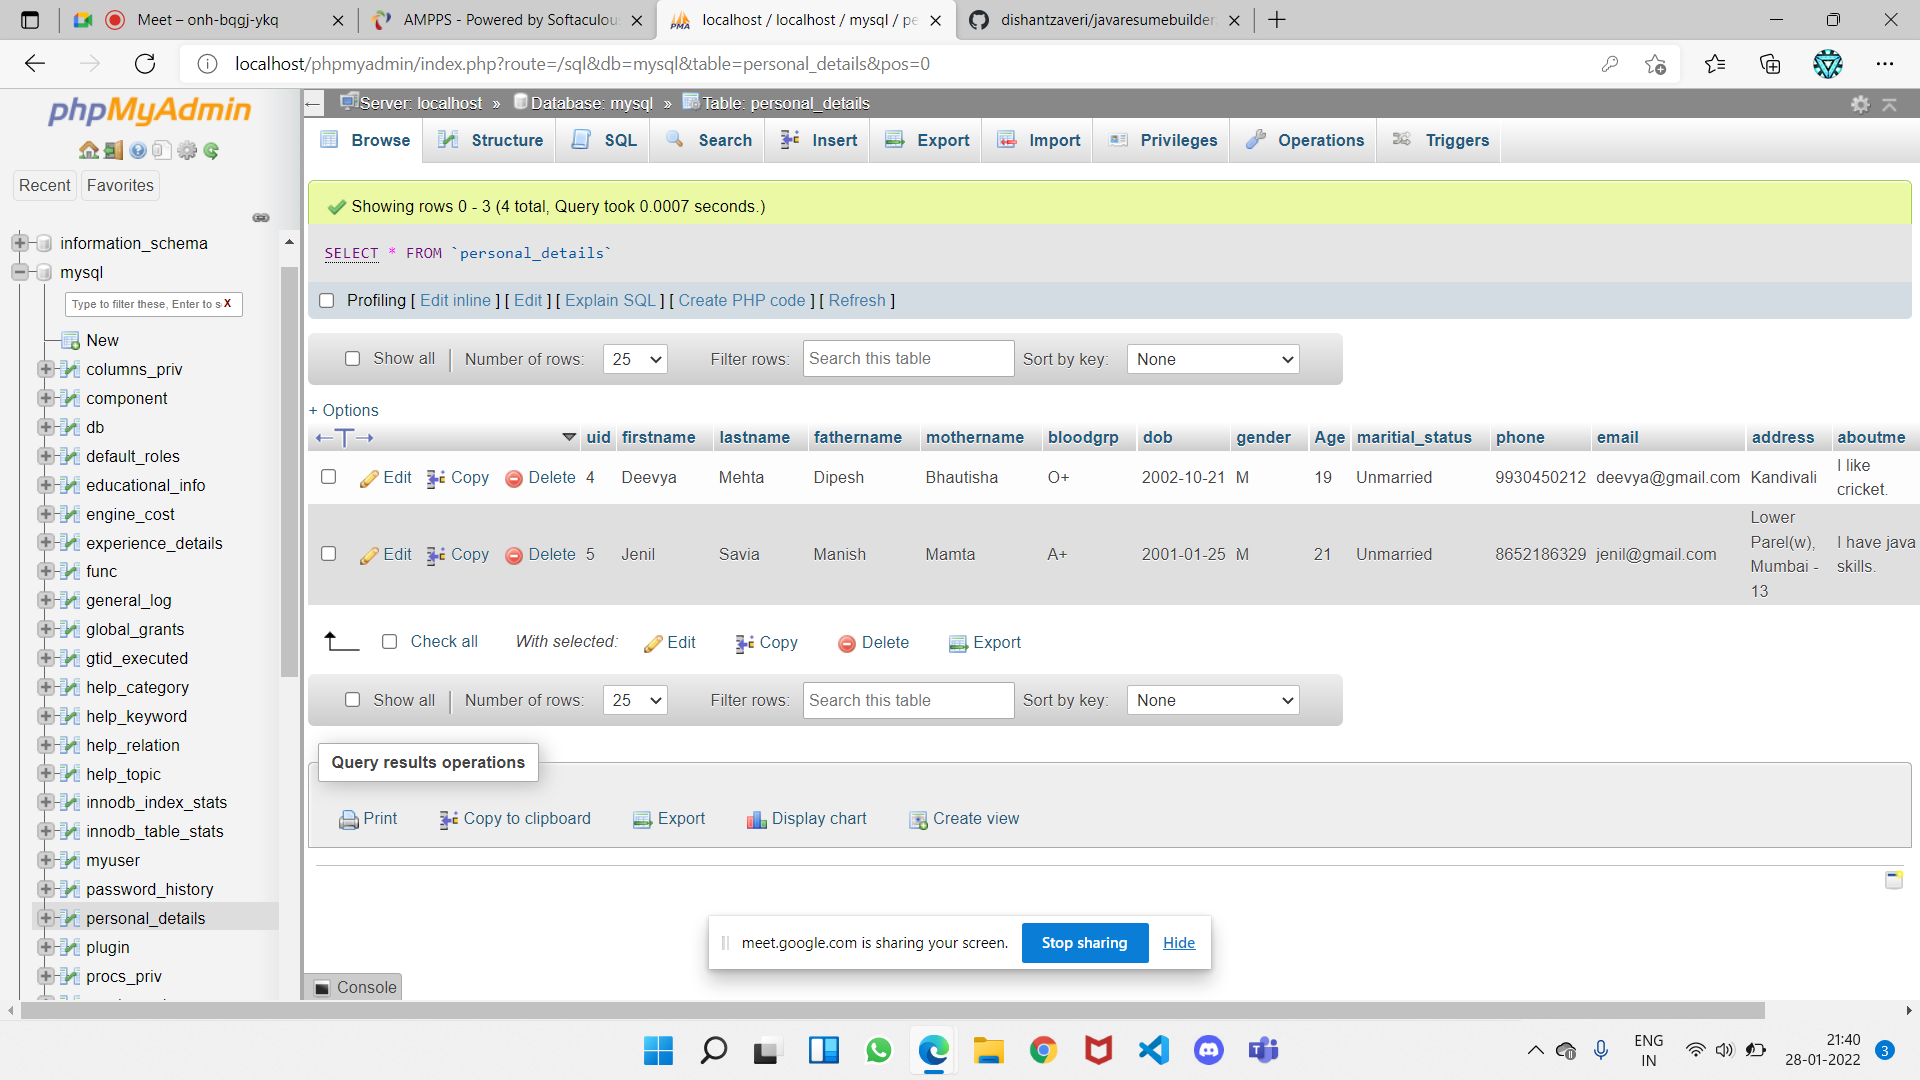 Meet – onh-bqgj-ykq
AMPPS - Powered by Softaculou
localhost / localhost / mysql / pe
dishantzaveri/javaresumebuilder
localhost/phpmyadmin/index.php?route=/sql&db=mysql&table=personal_details&pos=0
phpMyAdmin
Recent
Favorites
information_schema
mysql
Type to filter these, Enter to s
X
New
columns_priv
component
db
default_roles
educational_info
engine_cost
experience_details
func
general_log
global_grants
gtid_executed
help_category
help_keyword
help_relation
help_topic
innodb_index_stats
innodb_table_stats
myuser
password_history
personal_details
plugin
procs_priv
Server: localhost » Database: mysql » Table: personal_details
Browse Structure SQL Search Insert Export Import Privileges Operations Triggers
Showing rows 0 - 3 (4 total, Query took 0.0007 seconds.)
SELECT * FROM `personal_details`
Profiling [ Edit inline ] [ Edit ] [ Explain SQL ] [ Create PHP code ] [ Refresh ]
Show all Number of rows: 25 Filter rows: Search this table Sort by key: None
+ Options
uid firstname lastname fathername mothername bloodgrp dob gender Age maritial_status phone email address aboutme
Edit Copy Delete 4 Deevya Mehta Dipesh Bhautisha O+ 2002-10-21 M 19 Unmarried 9930450212 deevya@gmail.com Kandivali
I like
cricket.
Edit Copy Delete 5 Jenil Savia Manish Mamta A+ 2001-01-25 M 21 Unmarried 8652186329 jenil@gmail.com
Lower
Parel(w),
Mumbai -
13
I have java
skills.
Check all With selected: Edit Copy Delete Export
Show all Number of rows: 25 Filter rows: Search this table Sort by key: None
Query results operations
Print Copy to clipboard Export Display chart Create view
meet.google.com is sharing your screen. Stop sharing Hide
Console
ENG
IN
21:40
28-01-2022
3